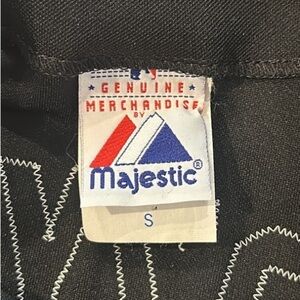 ★ GENUINE ★
MERCHANDISE
BY
Majestic®
S